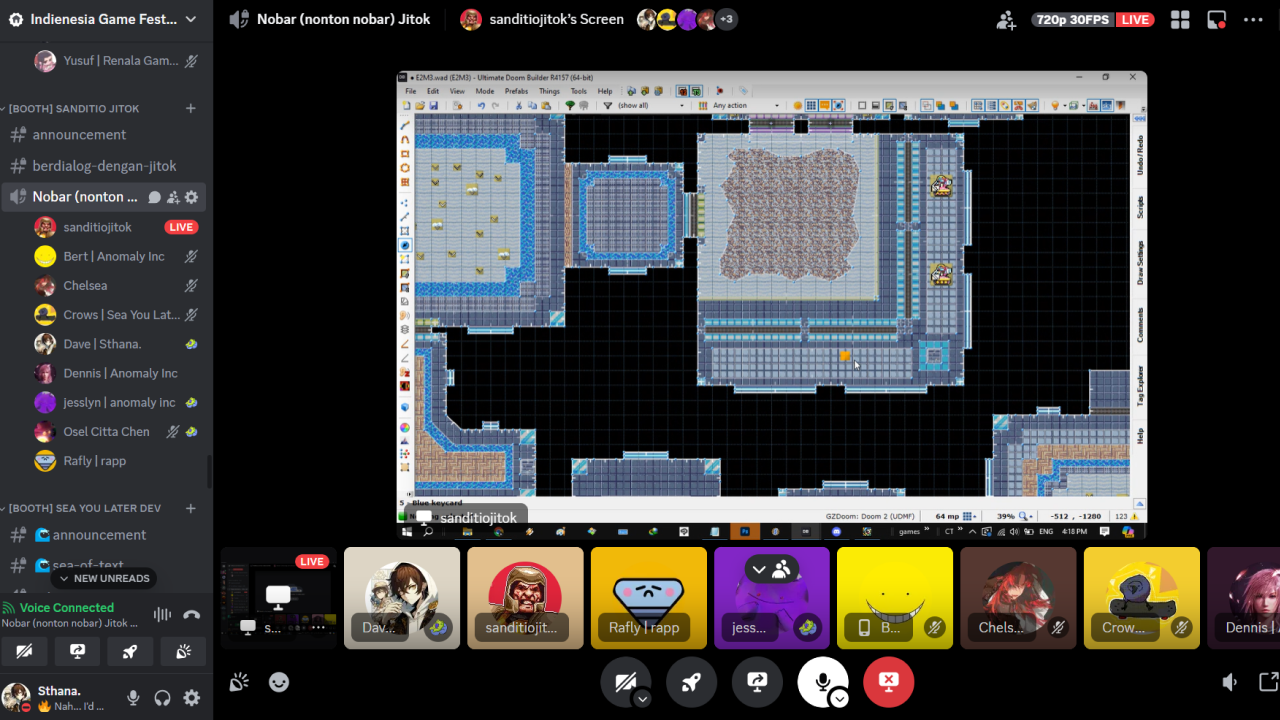 Indienesia Game Fest...
Yusuf | Renala Gam...
[BOOTH] SANDITIO JITOK
announcement
berdialog-dengan-jitok
Nobar (nonton ...
sanditiojitok
LIVE
Bert | Anomaly Inc
Chelsea
Crows | Sea You Lat...
Dave | Sthana.
Dennis | Anomaly Inc
jesslyn | anomaly inc
Osel Citta Chen
Rafly | rapp
[BOOTH] SEA YOU LATER DEV
announcement
sea-of-text
NEW UNREADS
Voice Connected
Nobar (nonton nobar) Jitok ...
Sthana.
Nah... I'd ...
Nobar (nonton nobar) Jitok
sanditiojitok's Screen
+3
720p 30FPS
LIVE
E2M3.wad (E2M3) - Ultimate Doom Builder R4157 (64-bit)
File Edit View Mode Prefabs Things Tools Help
(show all)
Any action
Undo / Redo
Scripts
Draw Settings
Comments
Tag Explorer
Help
Blue keycard
sanditiojitok
GZDoom: Doom 2 (UDMF)
64 mp
39%
-512 , -1280
123
games
CT
ENG
4:18 PM
LIVE
s...
Dav...
sanditiojit...
Rafly | rapp
jess...
B...
Chels...
Crow...
Dennis | A